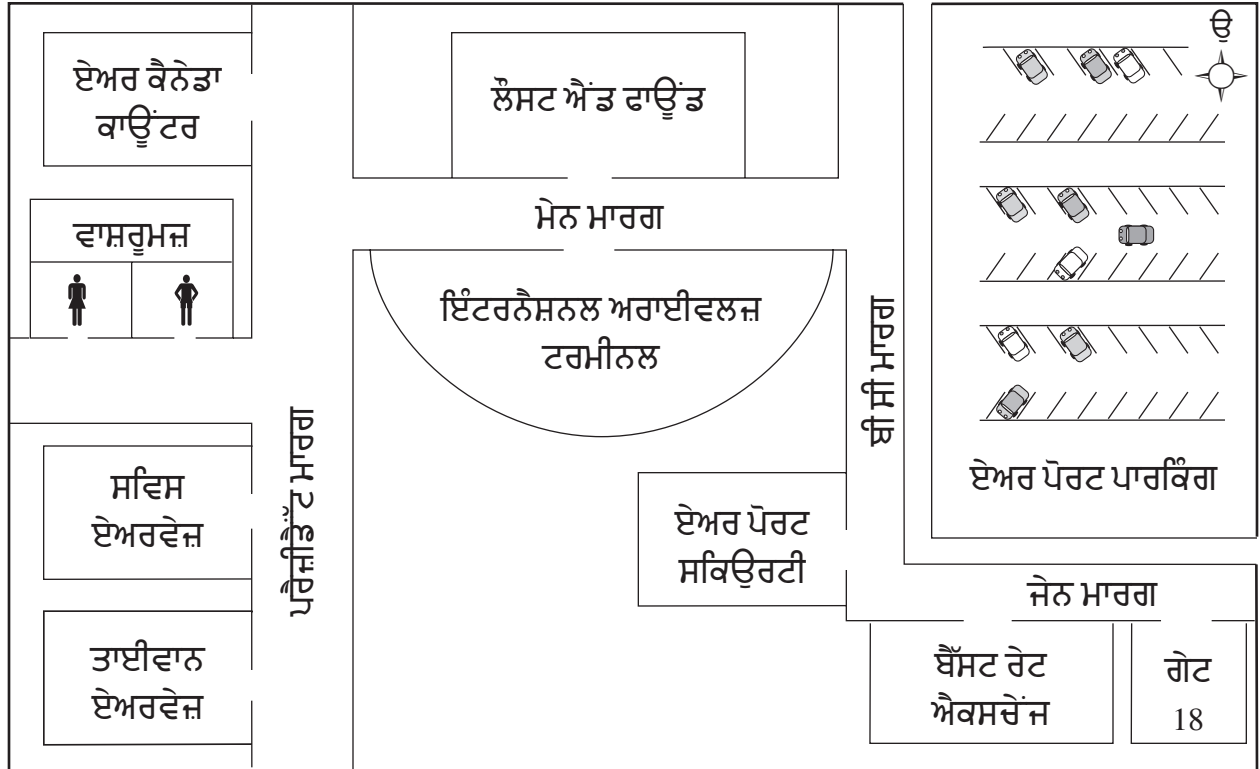 ਉ
ਏਅਰ ਕੈਨੇਡਾ
ਕਾਊਂਟਰ
ਲੌਸਟ ਐਂਡ ਫਾਊਂਡ
ਮੇਨ ਮਾਰਗ
ਵਾਸ਼ਰੂਮਜ਼
ਇੰਟਰਨੈਸ਼ਨਲ ਅਰਾਈਵਲਜ਼
ਟਰਮੀਨਲ
ਬੀ ਸੀ ਮਾਰਗ
ਏਅਰ ਪੋਰਟ ਪਾਰਕਿੰਗ
ਪਰੈਜ਼ੀਡੈਂਟ ਮਾਰਗ
ਸਵਿਸ
ਏਅਰਵੇਜ਼
ਏਅਰ ਪੋਰਟ
ਸਕਿਉਰਟੀ
ਜੇਨ ਮਾਰਗ
ਤਾਈਵਾਨ
ਏਅਰਵੇਜ਼
ਬੈੱਸਟ ਰੇਟ
ਐਕਸਚੇਂਜ
ਗੇਟ
18